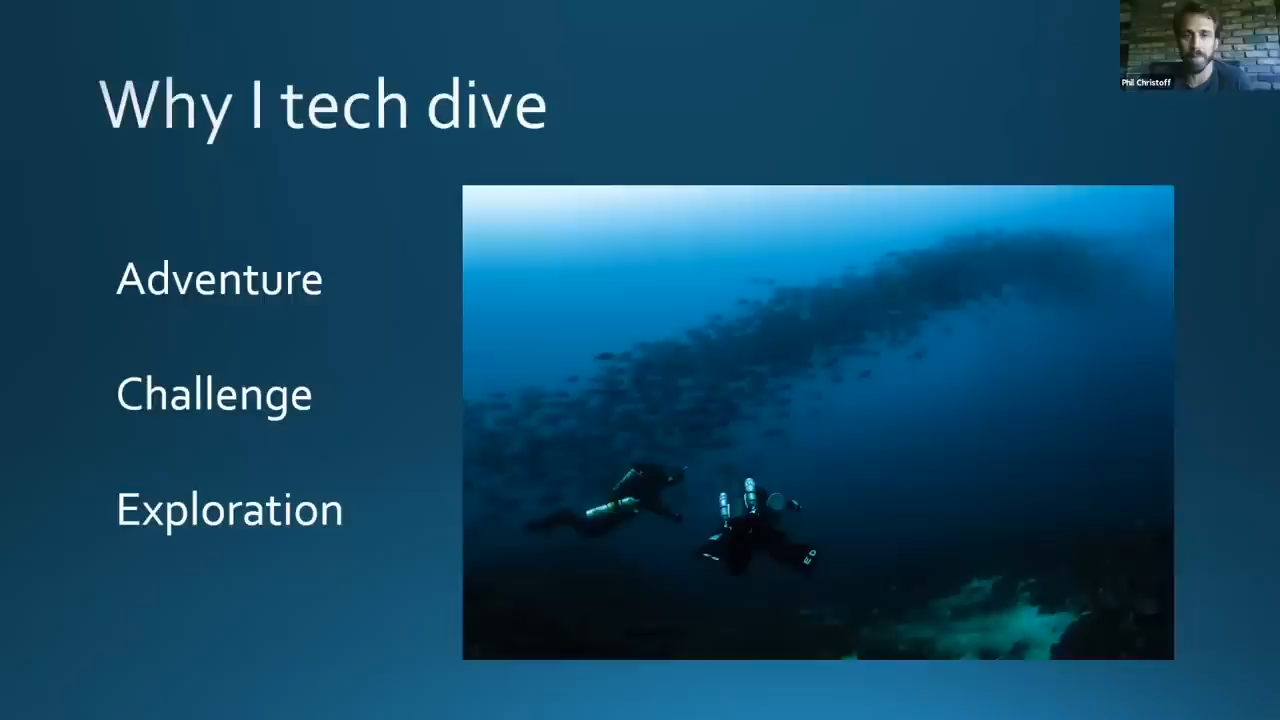 Why I tech dive
Phil Christoff
Adventure
Challenge
Exploration